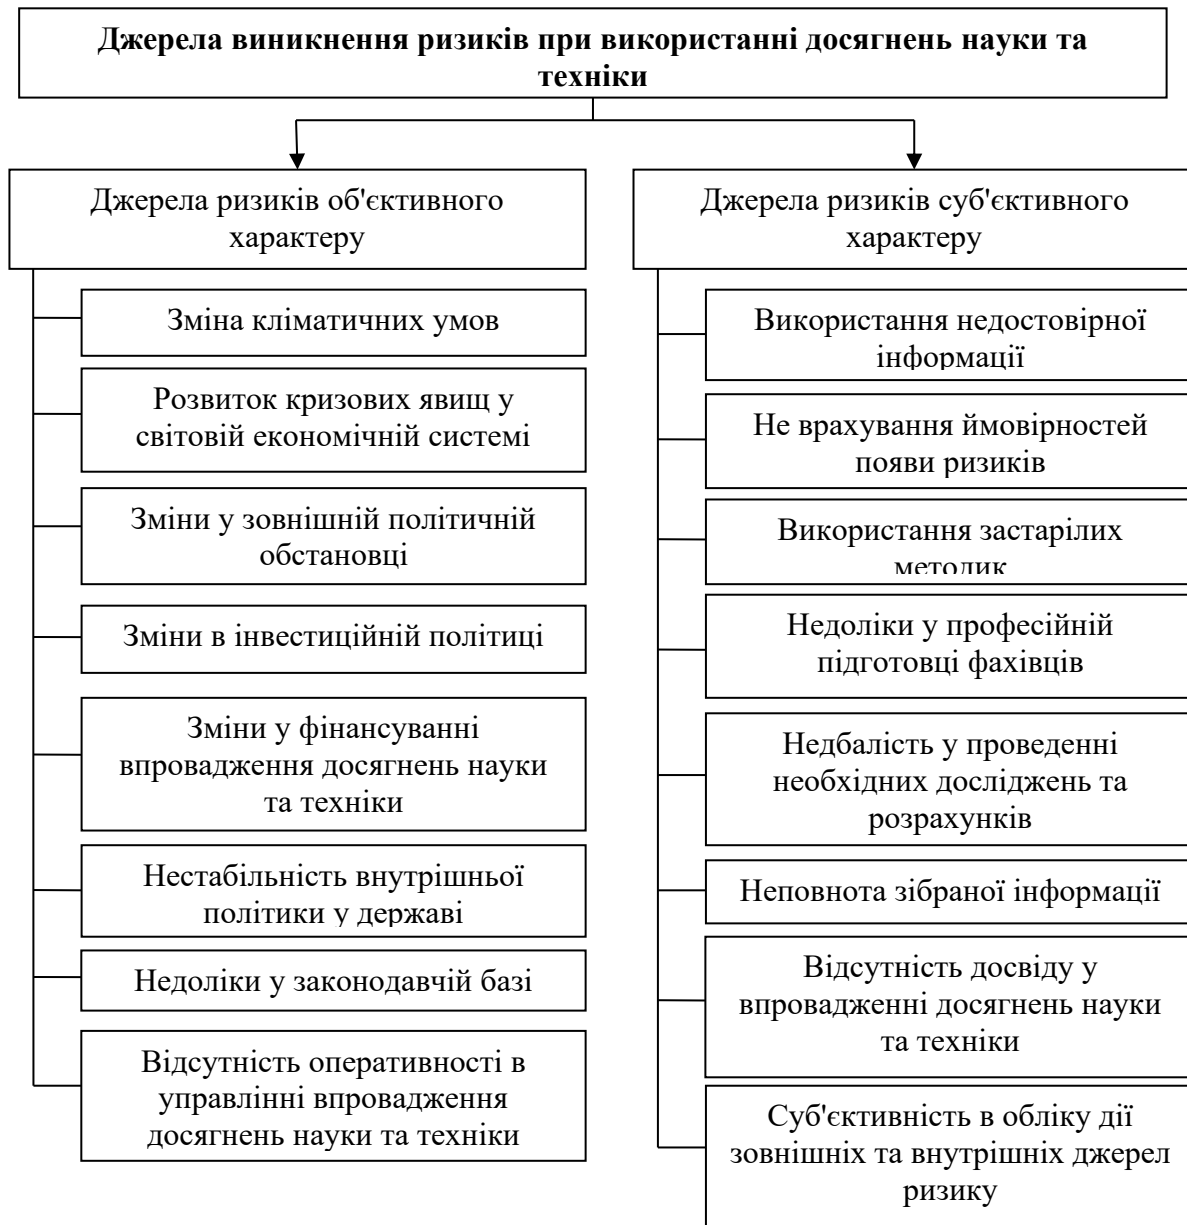 Джерела виникнення ризиків при використанні досягнень науки та
техніки
Джерела ризиків об'єктивного
характеру
Зміна кліматичних умов
Розвиток кризових явищ у
світовій економічній системі
Зміни у зовнішній політичній
обстановці
Зміни в інвестиційній політиці
Зміни у фінансуванні
впровадження досягнень науки
та техніки
Нестабільність внутрішньої
політики у державі
Недоліки у законодавчій базі
Відсутність оперативності в
управлінні впровадження
досягнень науки та техніки
Джерела ризиків суб'єктивного
характеру
Використання недостовірної
інформації
Не врахування ймовірностей
появи ризиків
Використання застарілих
методик
Недоліки у професійній
підготовці фахівців
Недбалість у проведенні
необхідних досліджень та
розрахунків
Неповнота зібраної інформації
Відсутність досвіду у
впровадженні досягнень науки
та техніки
Суб'єктивність в обліку дії
зовнішніх та внутрішніх джерел
ризику